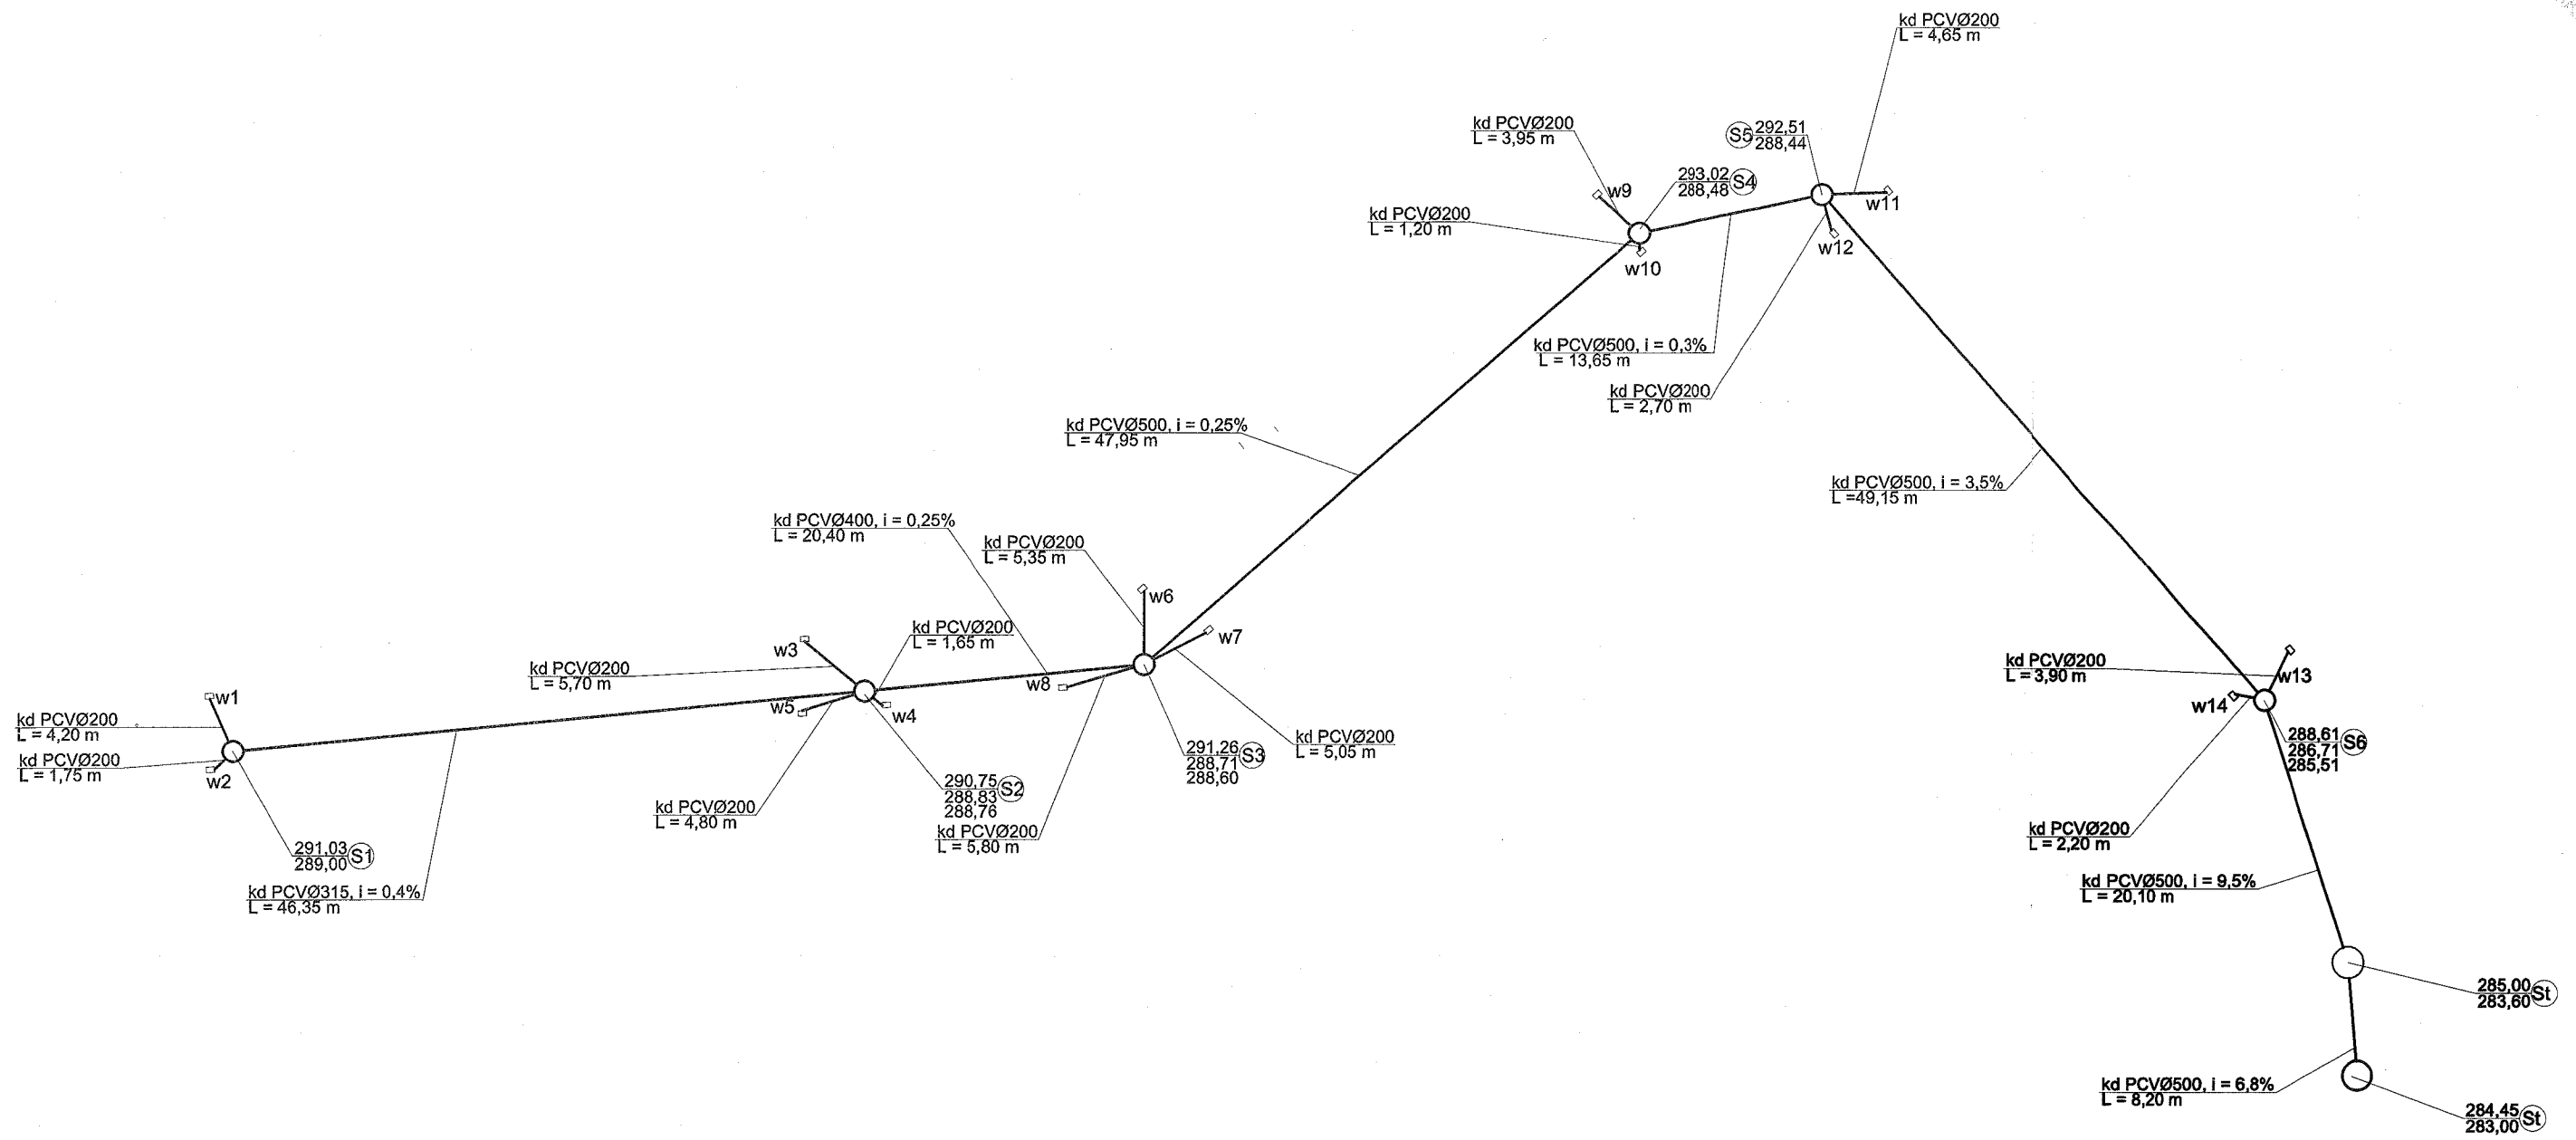 kd PCVØ200
L = 4,65 m
kd PCVØ200
L = 3,95 m
S5 292,51
288,44
293,02 S4
288,48
w9
w11
kd PCVØ200
L = 1,20 m
w12
w10
kd PCVØ500, i = 0,3%
L = 13,65 m
kd PCVØ200
L = 2,70 m
kd PCVØ500, i = 0,25%
L = 47,95 m
kd PCVØ500, i = 3,5%
L =49,15 m
kd PCVØ400, i = 0,25%
L = 20,40 m
kd PCVØ200
L = 5,35 m
w6
kd PCVØ200
L = 1,65 m
w7
w3
kd PCVØ200
L = 5,70 m
w8
kd PCVØ200
L = 3,90 m
w13
w14
w1
w5
w4
kd PCVØ200
L = 4,20 m
kd PCVØ200
L = 1,75 m
w2
kd PCVØ200
L = 5,05 m
291,26 S3
288,71
288,60
288,61 S6
286,71
285,51
290,75 S2
288,83
288,76
kd PCVØ200
L = 4,80 m
kd PCVØ200
L = 5,80 m
kd PCVØ200
L = 2,20 m
291,03 S1
289,00
kd PCVØ315, i = 0,4%
L = 46,35 m
kd PCVØ500, i = 9,5%
L = 20,10 m
285,00 St
283,60
kd PCVØ500, i = 6,8%
L = 8,20 m
284,45 St
283,00